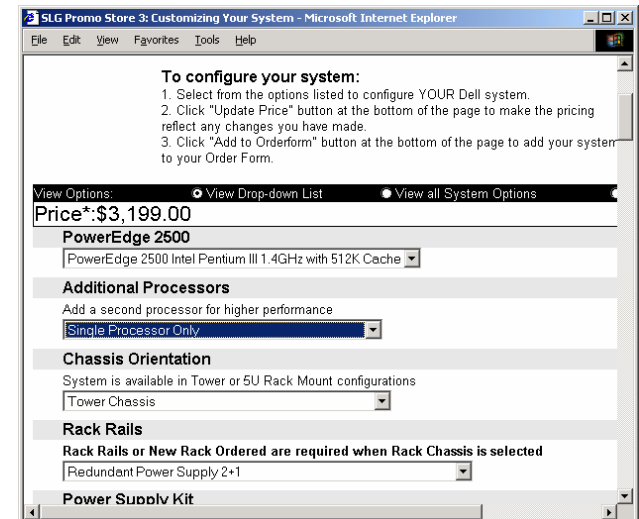 SLG Promo Store 3: Customizing Your System - Microsoft Internet Explorer
File Edit View Favorites Tools Help
To configure your system:
1. Select from the options listed to configure YOUR Dell system.
2. Click "Update Price" button at the bottom of the page to make the pricing
reflect any changes you have made.
3. Click "Add to Orderform" button at the bottom of the page to add your system
to your Order Form.
View Options: View Drop-down List View all System Options
Price*:$3,199.00
PowerEdge 2500
PowerEdge 2500 Intel Pentium III 1.4GHz with 512K Cache
Additional Processors
Add a second processor for higher performance
Single Processor Only
Chassis Orientation
System is available in Tower or 5U Rack Mount configurations
Tower Chassis
Rack Rails
Rack Rails or New Rack Ordered are required when Rack Chassis is selected
Redundant Power Supply 2+1
Power Supply Kit